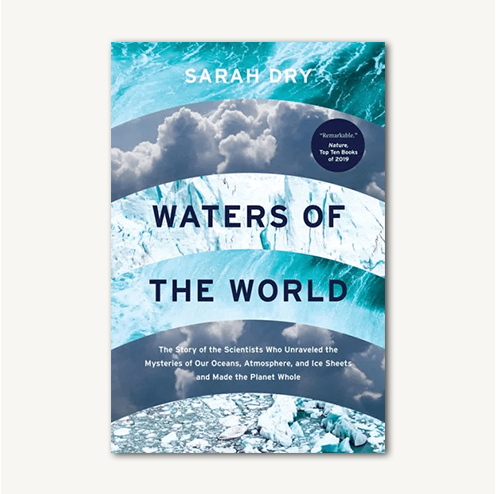 SARAH DRY
"Remarkable."
Nature,
Top Ten Books
of 2019
WATERS OF
THE WORLD
The Story of the Scientists Who Unraveled the
Mysteries of Our Oceans, Atmosphere, and Ice Sheets
and Made the Planet Whole